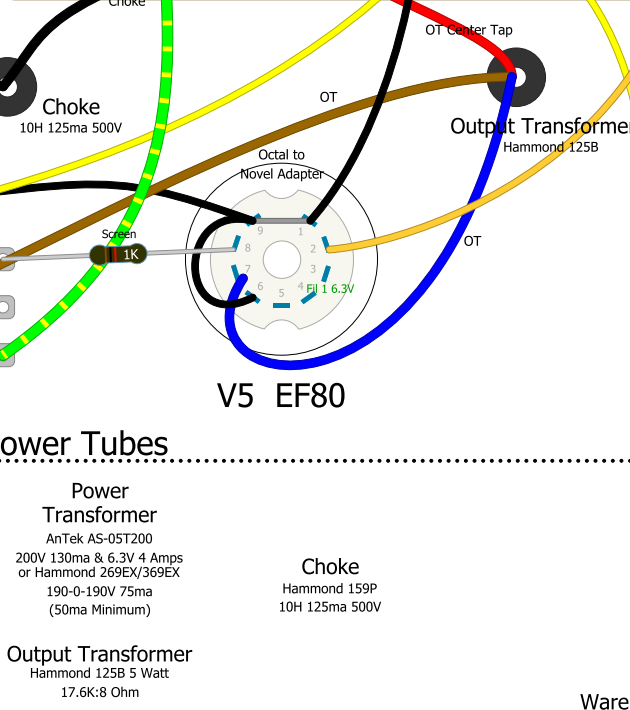 Choke
OT Center Tap
OT
Choke
10H 125ma 500V
Output Transformer
Hammond 125B
Octal to
Novel Adapter
Screen
1K
9
1
8
2
7
3
6
4
5
Fil 1 6.3V
OT
V5 EF80
ower Tubes
Power
Transformer
AnTek AS-05T200
200V 130ma & 6.3V 4 Amps
or Hammond 269EX/369EX
190-0-190V 75ma
(50ma Minimum)
Choke
Hammond 159P
10H 125ma 500V
Output Transformer
Hammond 125B 5 Watt
17.6K:8 Ohm
Ware